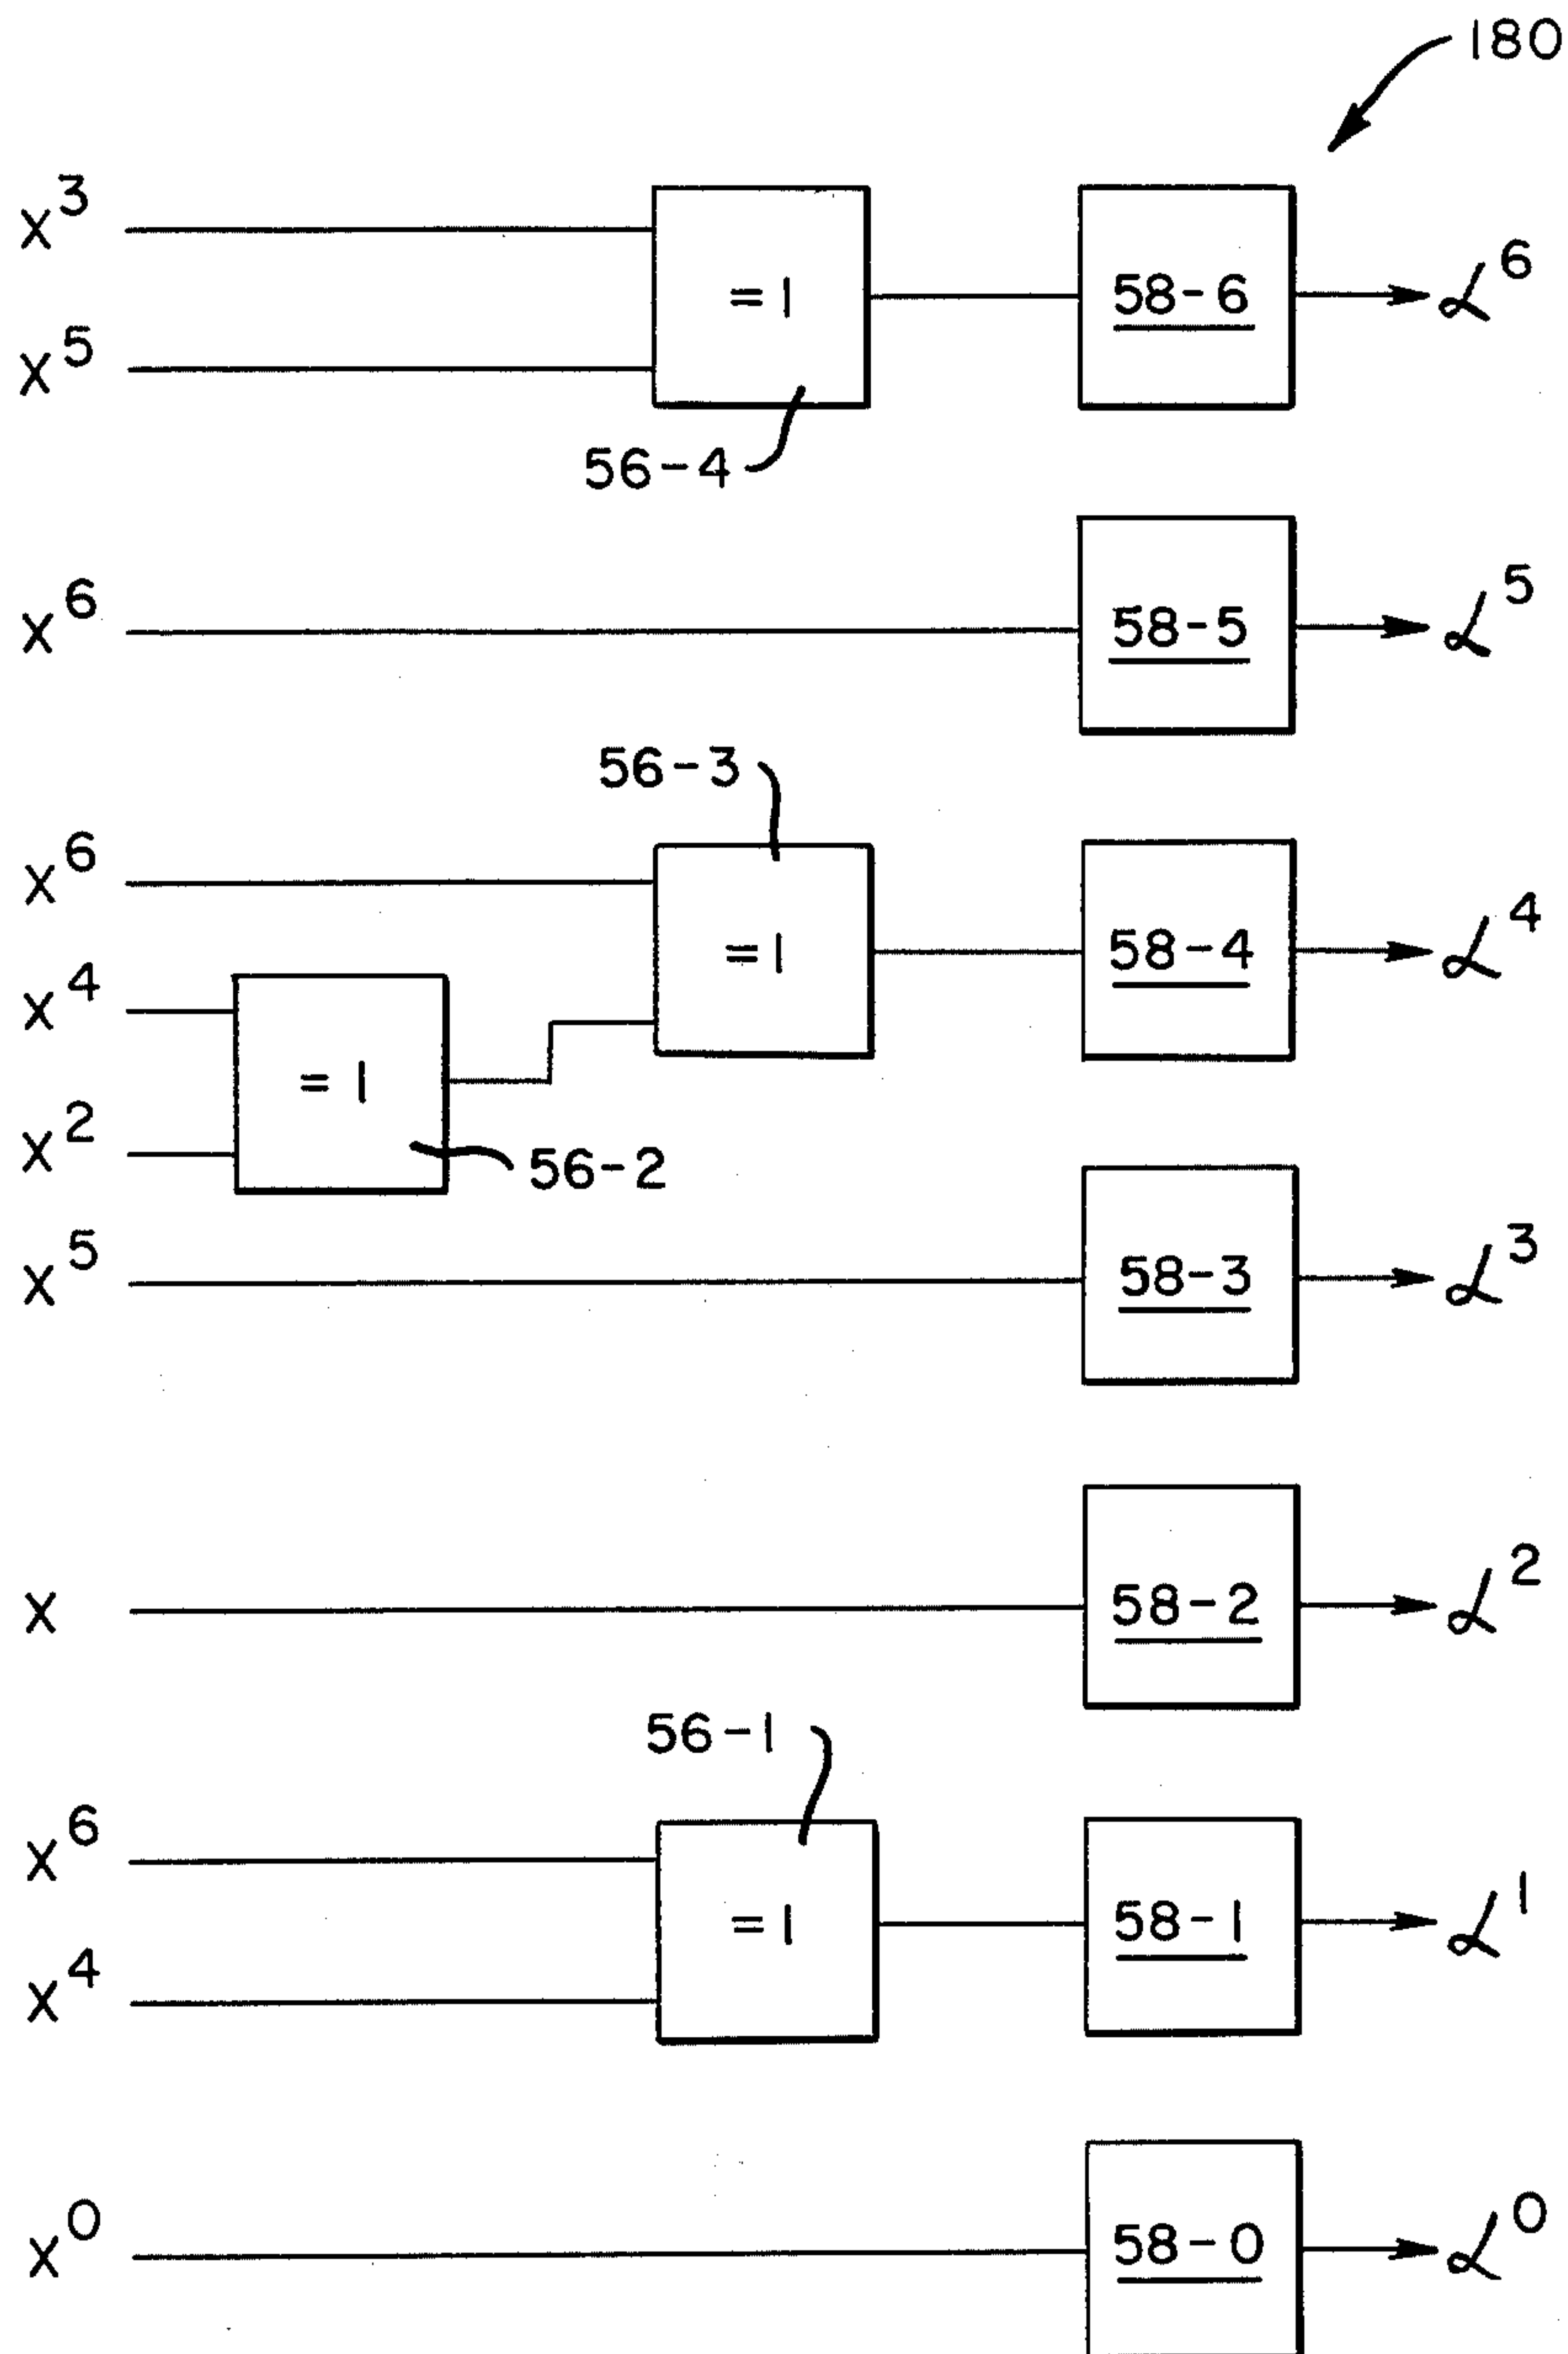 180
X³
=1
58-6
α⁶
X⁵
56-4
X⁶
58-5
α⁵
56-3
X⁶
=1
58-4
α⁴
X⁴
=1
X²
56-2
X⁵
58-3
α³
X
58-2
α²
56-1
X⁶
=1
58-1
α¹
X⁴
X⁰
58-0
α⁰